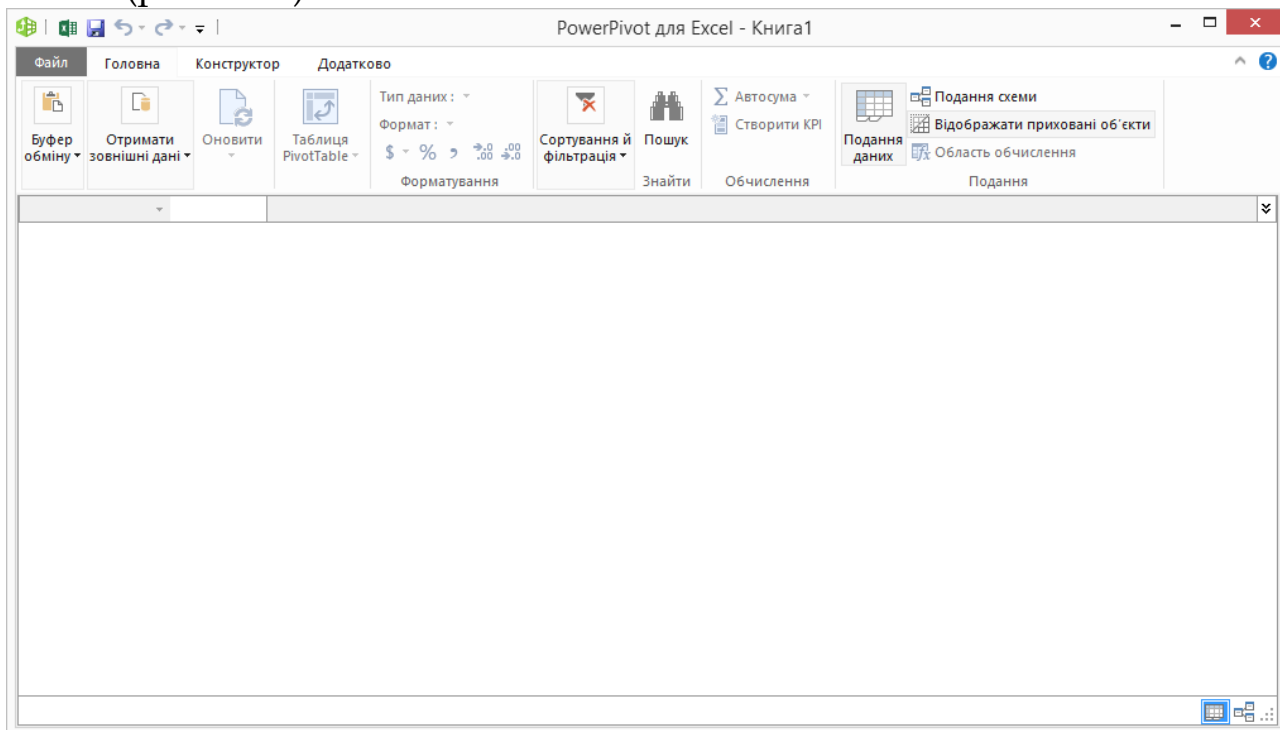 PowerPivot для Excel - Книга1
Файл Головна Конструктор Додатково
Буфер обміну
Отримати зовнішні дані
Оновити
Таблиця PivotTable
Тип даних :
Формат :
$ % , .0 .00 .00 .0
Форматування
Сортування й фільтрація
Пошук
Знайти
Автосума
Створити KPI
Обчислення
Подання даних
Подання схеми
Відображати приховані об'єкти
Область обчислення
Подання